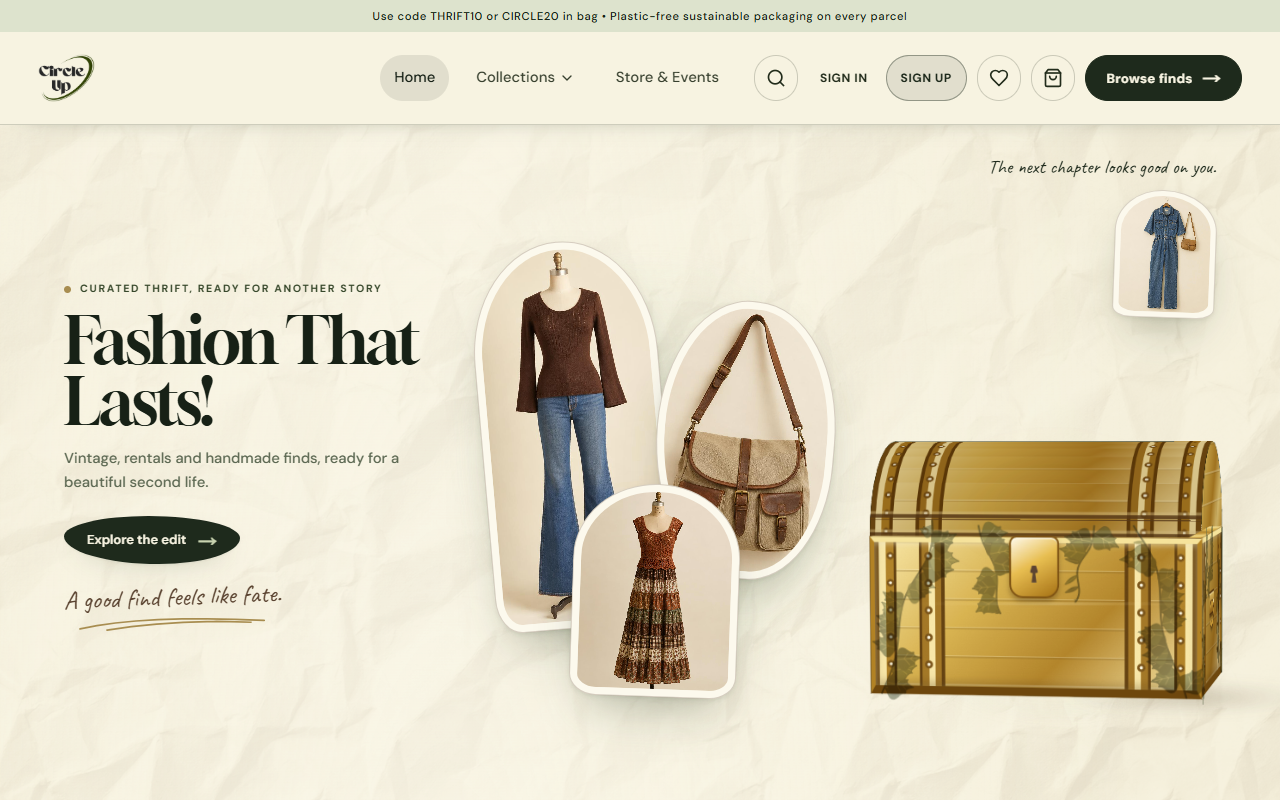 Use code THRIFT10 or CIRCLE20 in bag • Plastic-free sustainable packaging on every parcel
Circle
Up
Home
Collections
Store & Events
SIGN IN
SIGN UP
Browse finds
The next chapter looks good on you.
CURATED THRIFT, READY FOR ANOTHER STORY
Fashion That
Lasts!
Vintage, rentals and handmade finds, ready for a
beautiful second life.
Explore the edit
A good find feels like fate.